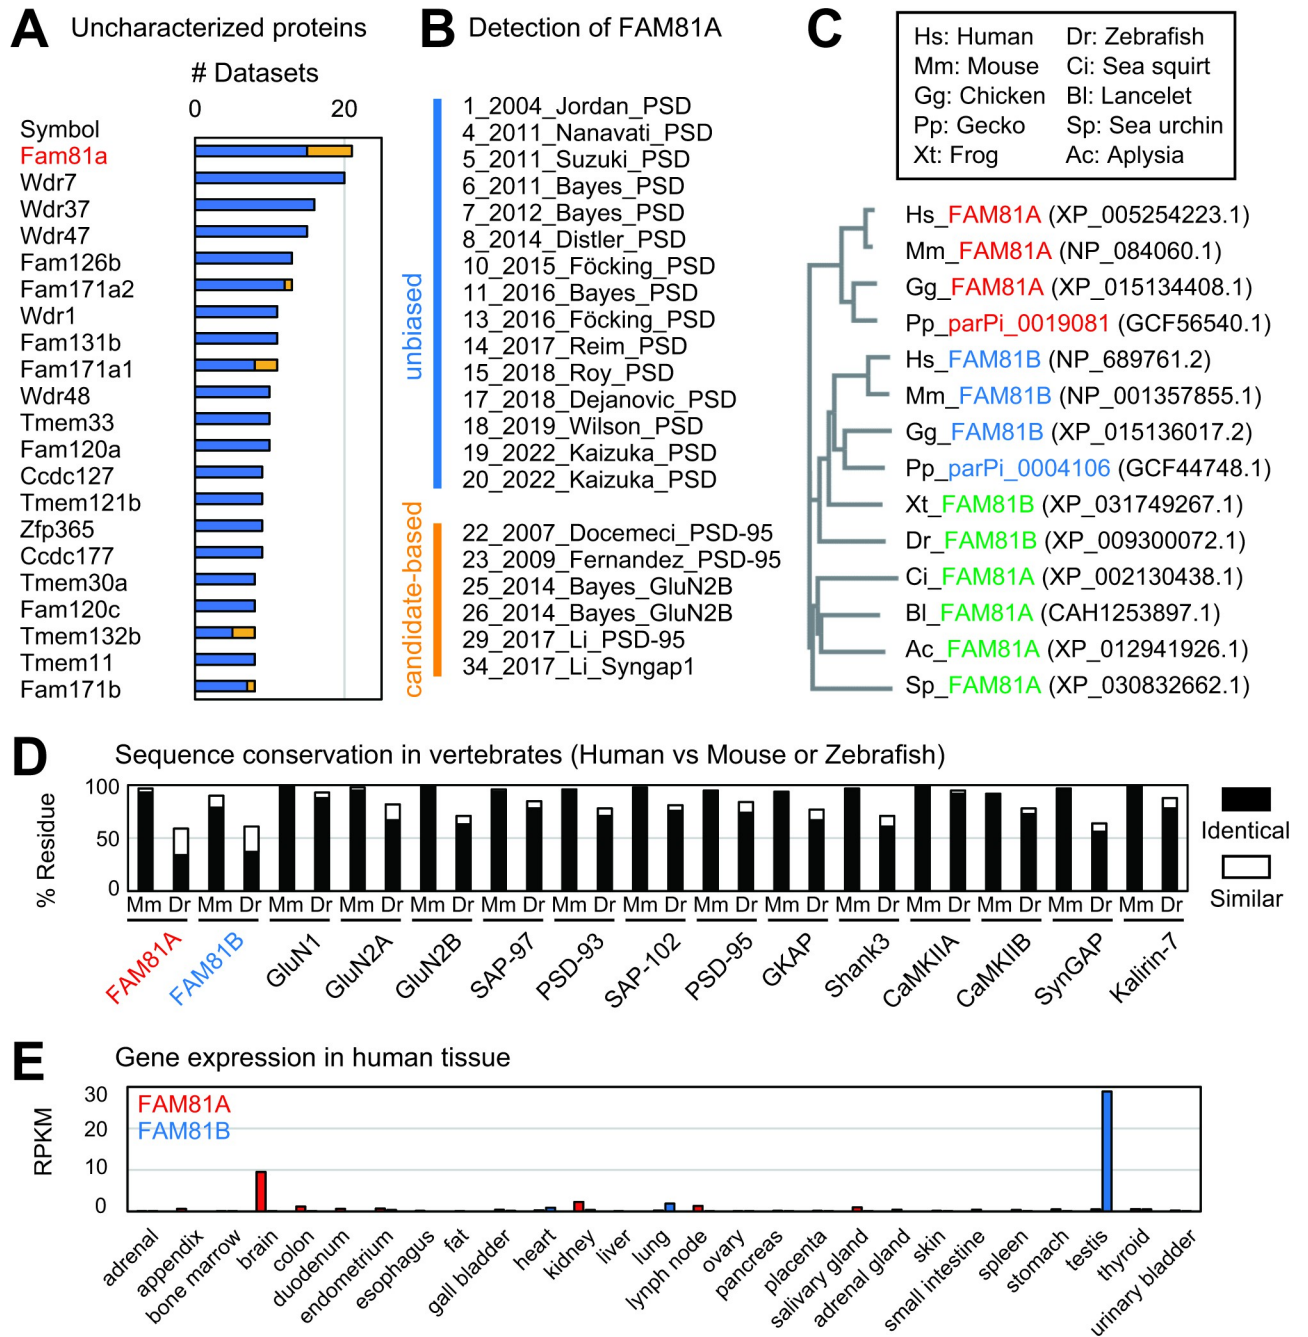 A Uncharacterized proteins
# Datasets
0 20
Symbol
Fam81a
Wdr7
Wdr37
Wdr47
Fam126b
Fam171a2
Wdr1
Fam131b
Fam171a1
Wdr48
Tmem33
Fam120a
Ccdc127
Tmem121b
Zfp365
Ccdc177
Tmem30a
Fam120c
Tmem132b
Tmem11
Fam171b
B Detection of FAM81A
unbiased
1_2004_Jordan_PSD
4_2011_Nanavati_PSD
5_2011_Suzuki_PSD
6_2011_Bayes_PSD
7_2012_Bayes_PSD
8_2014_Distler_PSD
10_2015_Föcking_PSD
11_2016_Bayes_PSD
13_2016_Föcking_PSD
14_2017_Reim_PSD
15_2018_Roy_PSD
17_2018_Dejanovic_PSD
18_2019_Wilson_PSD
19_2022_Kaizuka_PSD
20_2022_Kaizuka_PSD
candidate-based
22_2007_Docemeci_PSD-95
23_2009_Fernandez_PSD-95
25_2014_Bayes_GluN2B
26_2014_Bayes_GluN2B
29_2017_Li_PSD-95
34_2017_Li_Syngap1
C
Hs: Human Dr: Zebrafish
Mm: Mouse Ci: Sea squirt
Gg: Chicken Bl: Lancelet
Pp: Gecko Sp: Sea urchin
Xt: Frog Ac: Aplysia
Hs_FAM81A (XP_005254223.1)
Mm_FAM81A (NP_084060.1)
Gg_FAM81A (XP_015134408.1)
Pp_parPi_0019081 (GCF56540.1)
Hs_FAM81B (NP_689761.2)
Mm_FAM81B (NP_001357855.1)
Gg_FAM81B (XP_015136017.2)
Pp_parPi_0004106 (GCF44748.1)
Xt_FAM81B (XP_031749267.1)
Dr_FAM81B (XP_009300072.1)
Ci_FAM81A (XP_002130438.1)
Bl_FAM81A (CAH1253897.1)
Ac_FAM81A (XP_012941926.1)
Sp_FAM81A (XP_030832662.1)
D Sequence conservation in vertebrates (Human vs Mouse or Zebrafish)
% Residue
100
50
0
Mm Dr Mm Dr Mm Dr Mm Dr Mm Dr Mm Dr Mm Dr Mm Dr Mm Dr Mm Dr Mm Dr Mm Dr Mm Dr Mm Dr Mm Dr
FAM81A FAM81B GluN1 GluN2A GluN2B SAP-97 PSD-93 SAP-102 PSD-95 GKAP Shank3 CaMKIIA CaMKIIB SynGAP Kalirin-7
Identical
Similar
E Gene expression in human tissue
RPKM
30
20
10
0
FAM81A
FAM81B
adrenal appendix bone marrow brain colon duodenum endometrium esophagus fat gall bladder heart kidney liver lung lymph node ovary pancreas placenta salivary gland adrenal gland skin small intestine spleen stomach testis thyroid urinary bladder